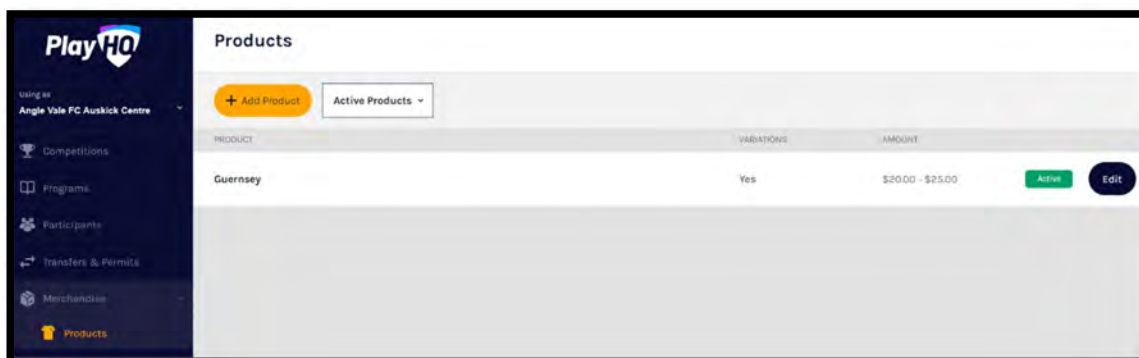 PlayHQ
Products
Using as
Angle Vale FC Auskick Centre
+ Add Product
Active Products
PRODUCT
VARIATIONS
AMOUNT
Competitions
Guernsey
Yes
$20.00 - $25.00
Active
Edit
Programs
Participants
Transfers & Permits
Merchandise
Products